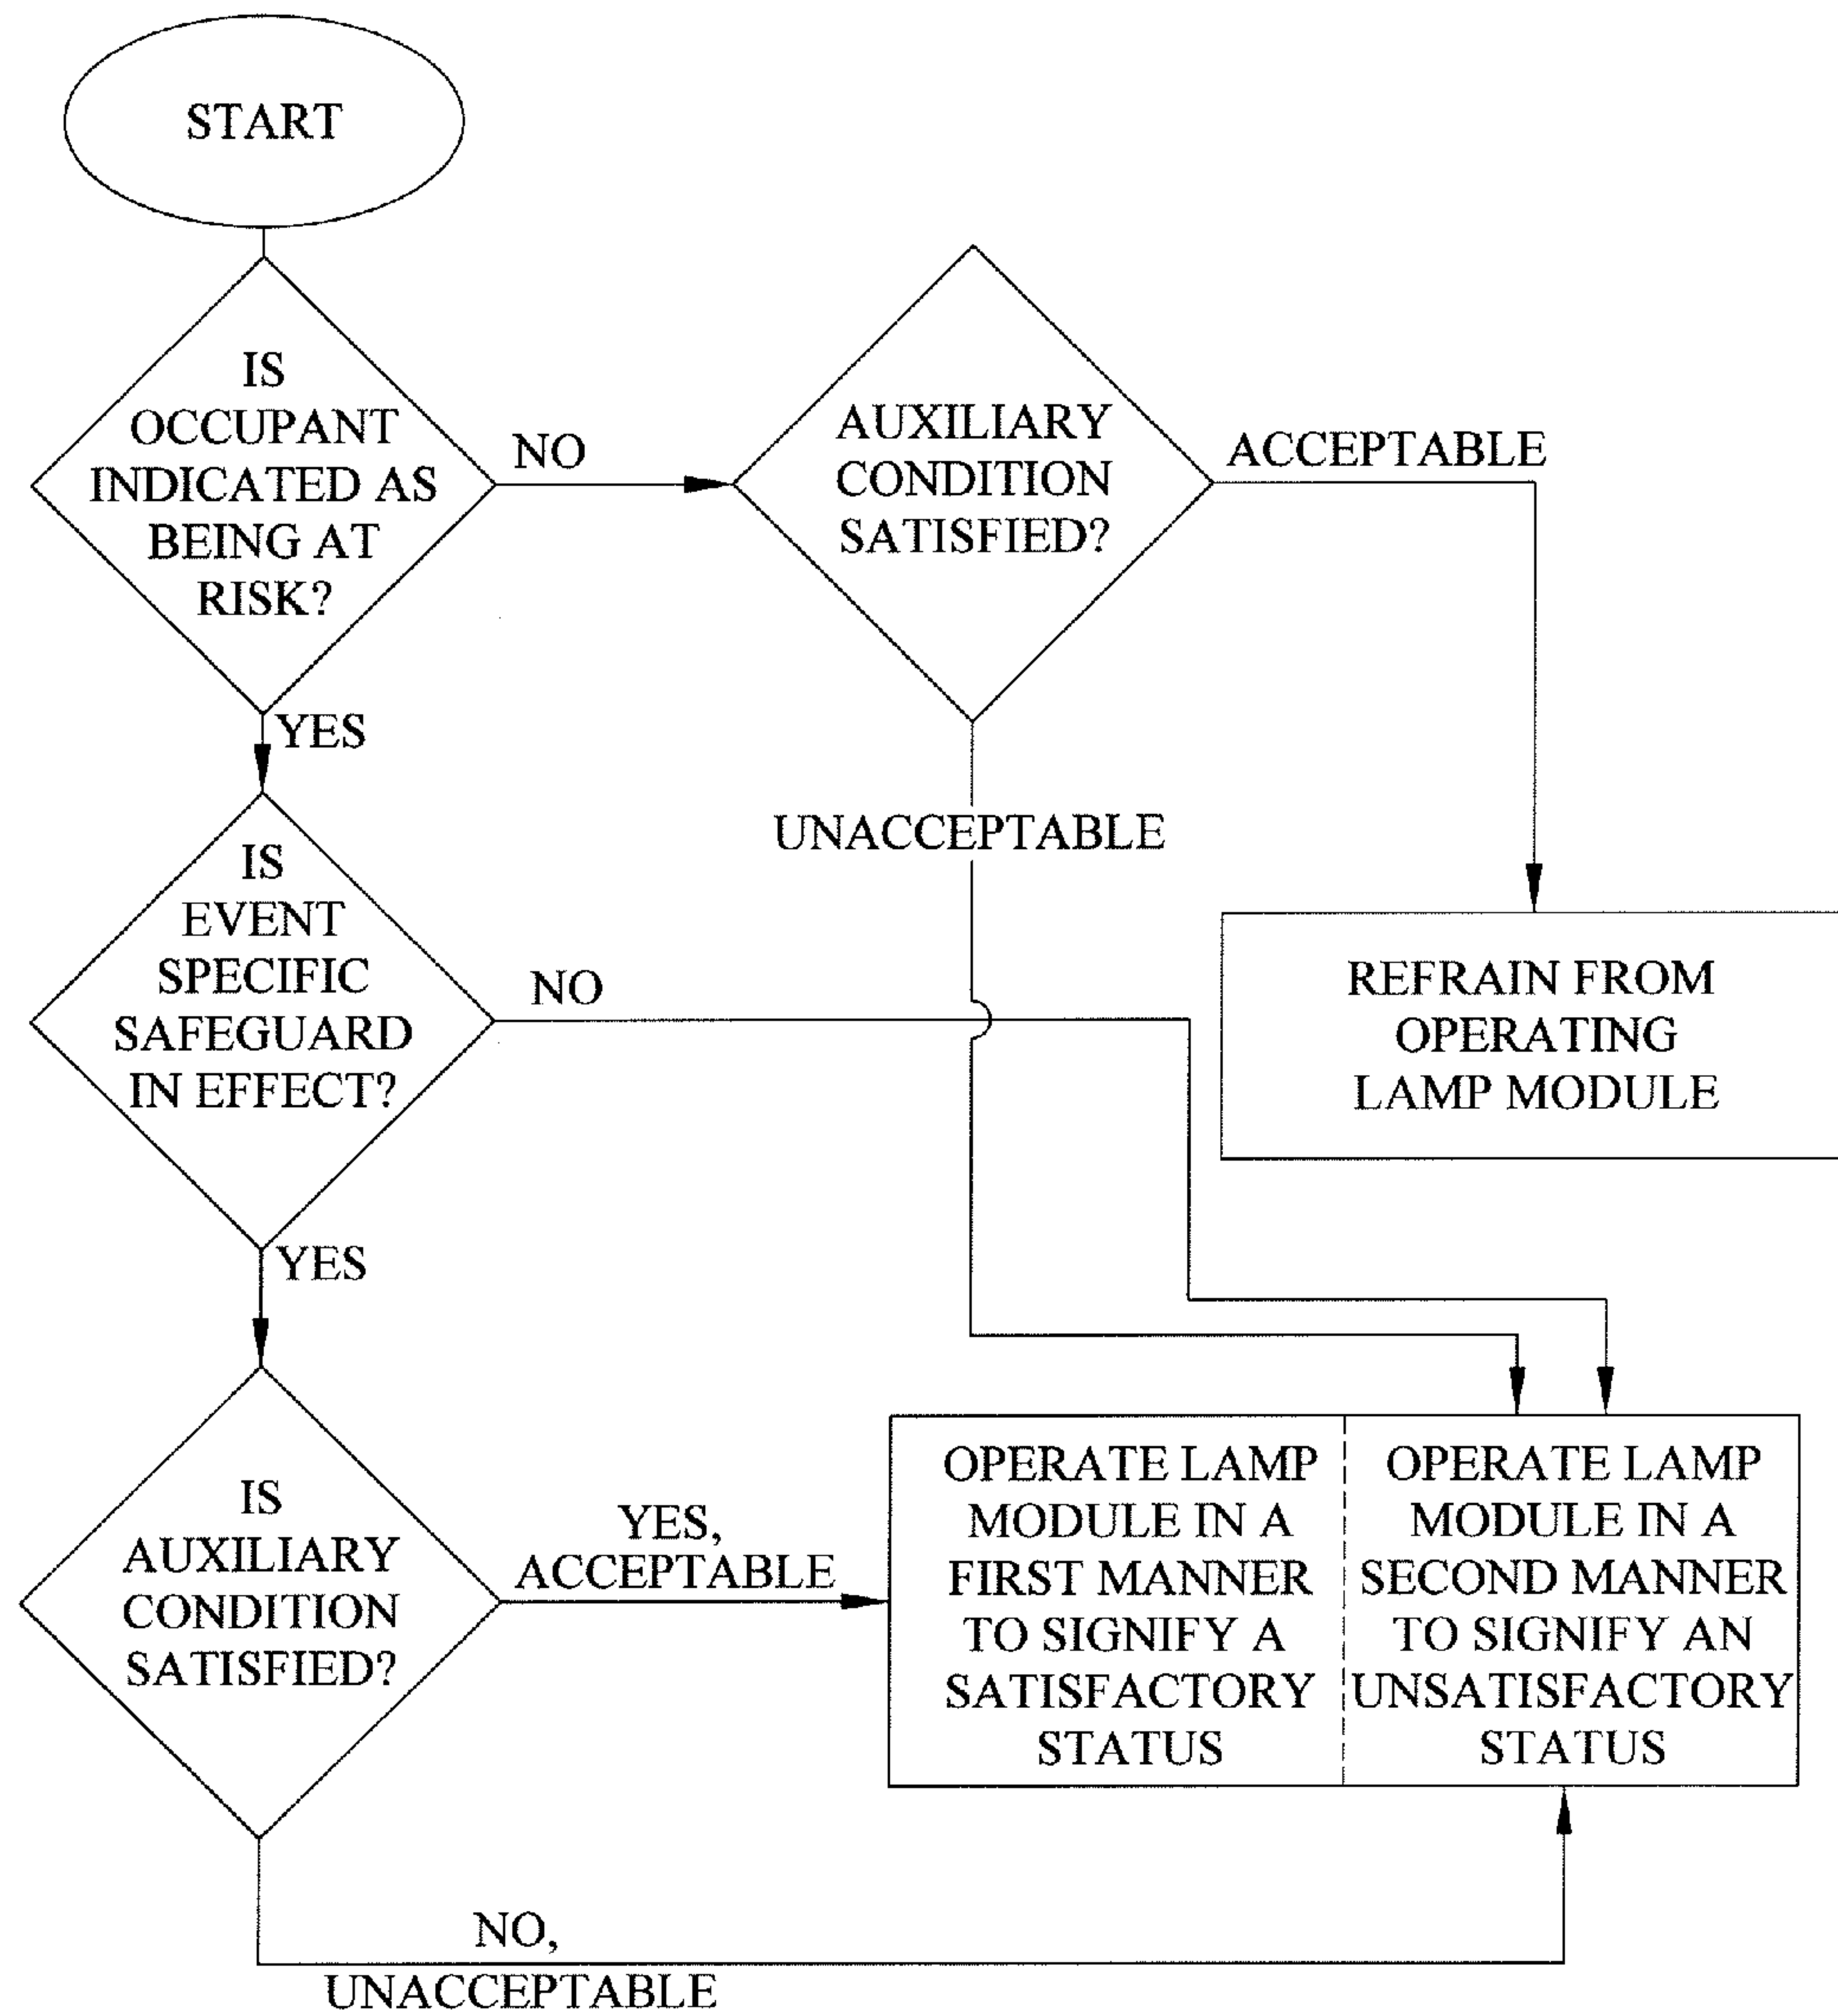 START
IS
OCCUPANT
INDICATED AS
BEING AT
RISK?
NO
AUXILIARY
CONDITION
SATISFIED?
ACCEPTABLE
YES
UNACCEPTABLE
IS
EVENT
SPECIFIC
SAFEGUARD
IN EFFECT?
NO
REFRAIN FROM
OPERATING
LAMP MODULE
YES
IS
AUXILIARY
CONDITION
SATISFIED?
YES,
ACCEPTABLE
OPERATE LAMP
MODULE IN A
FIRST MANNER
TO SIGNIFY A
SATISFACTORY
STATUS
OPERATE LAMP
MODULE IN A
SECOND MANNER
TO SIGNIFY AN
UNSATISFACTORY
STATUS
NO,
UNACCEPTABLE